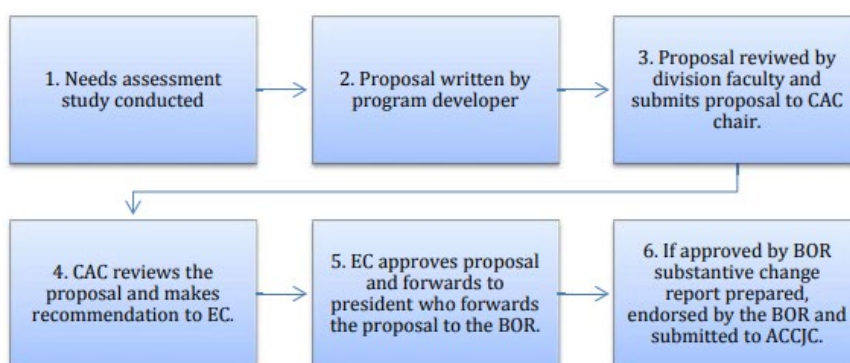 1. Needs assessment
study conducted
2. Proposal written by
program developer
3. Proposal reviwed by
division faculty and
submits proposal to CAC
chair.
4. CAC reviews the
proposal and makes
recommendation to EC.
5. EC approves proposal
and forwards to
president who forwards
the proposal to the BOR.
6. If approved by BOR
substantive change
report prepared,
endorsed by the BOR and
submitted to ACCJC.